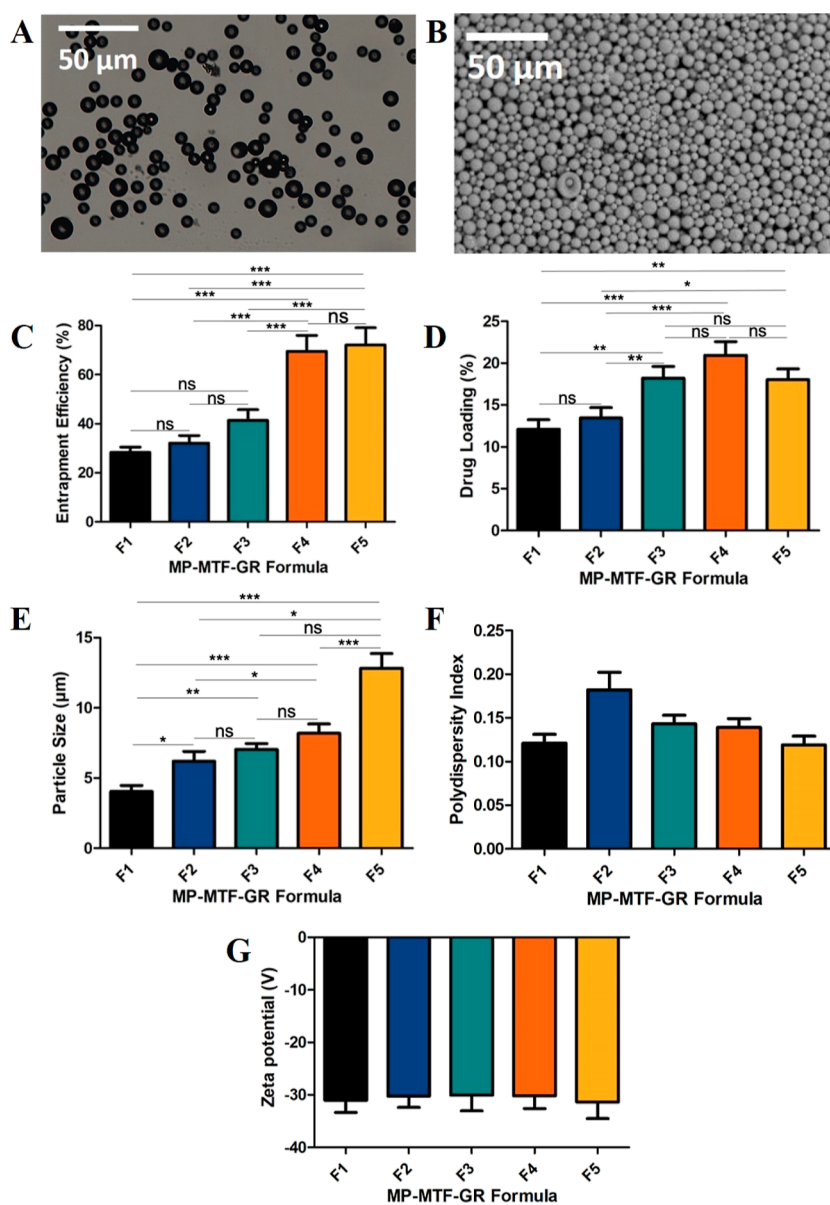 A
50 µm
B
50 µm
C
***
***
***
***
*** ns
***
ns
ns
ns
Entrapment Efficiency (%)
80
60
40
20
0
F1 F2 F3 F4 F5
MP-MTF-GR Formula
D
**
*
***
***
ns
ns ns
**
**
ns
Drug Loading (%)
25
20
15
10
5
0
F1 F2 F3 F4 F5
MP-MTF-GR Formula
E
***
*
ns
***
***
*
**
ns
* ns
Particle Size (µm)
15
10
5
0
F1 F2 F3 F4 F5
MP-MTF-GR Formula
F
Polydispersity Index
0.25
0.20
0.15
0.10
0.05
0.00
F1 F2 F3 F4 F5
MP-MTF-GR Formula
G
Zeta potential (V)
0
-10
-20
-30
-40
F1 F2 F3 F4 F5
MP-MTF-GR Formula